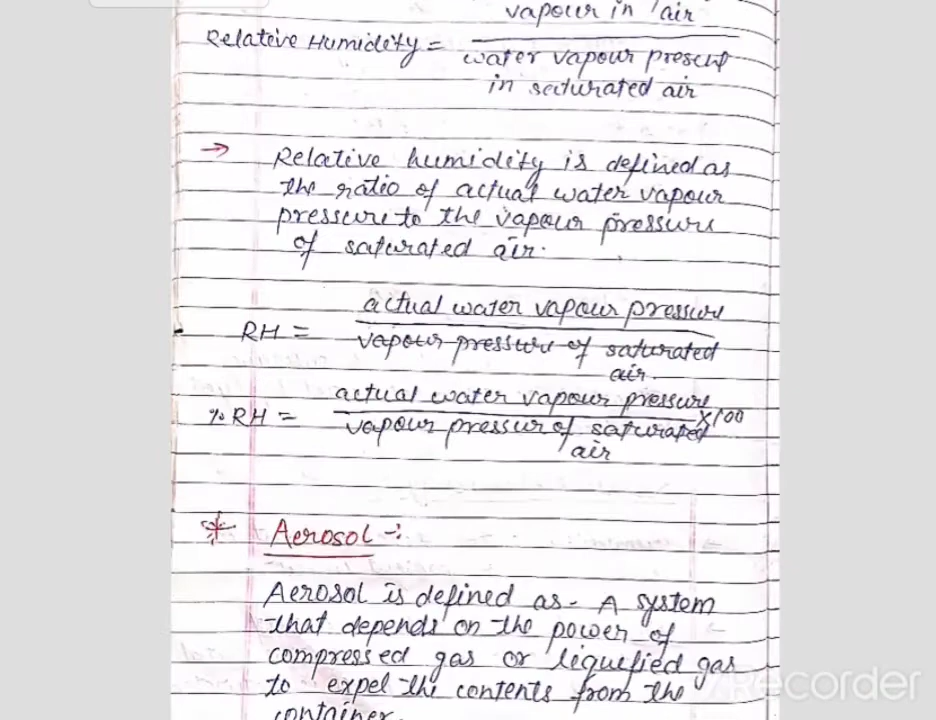 vapour in air
Relative Humidity =
water vapour present
in saturated air
→ Relative humidity is defined as
the ratio of actual water vapour
pressure to the vapour pressure
of saturated air.
actual water vapour pressure
RH =
vapour pressure of saturated
air.
actual water vapour pressure
% RH = X100
vapour pressure of saturated
air
* Aerosol -:
Aerosol is defined as - A system
that depends on the power of
compressed gas or liquefied gas
to expel the contents from the
container.
Recorder